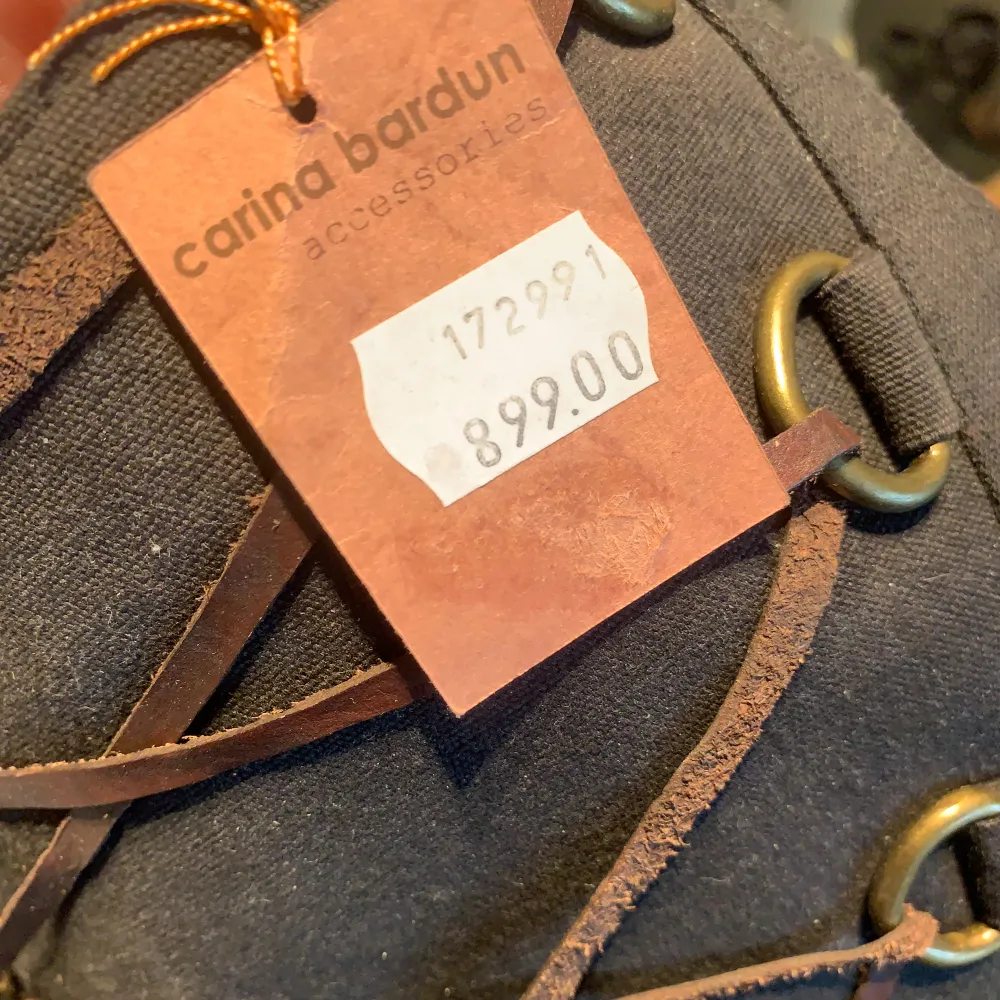 carina bardun
accessories
172991
899.00